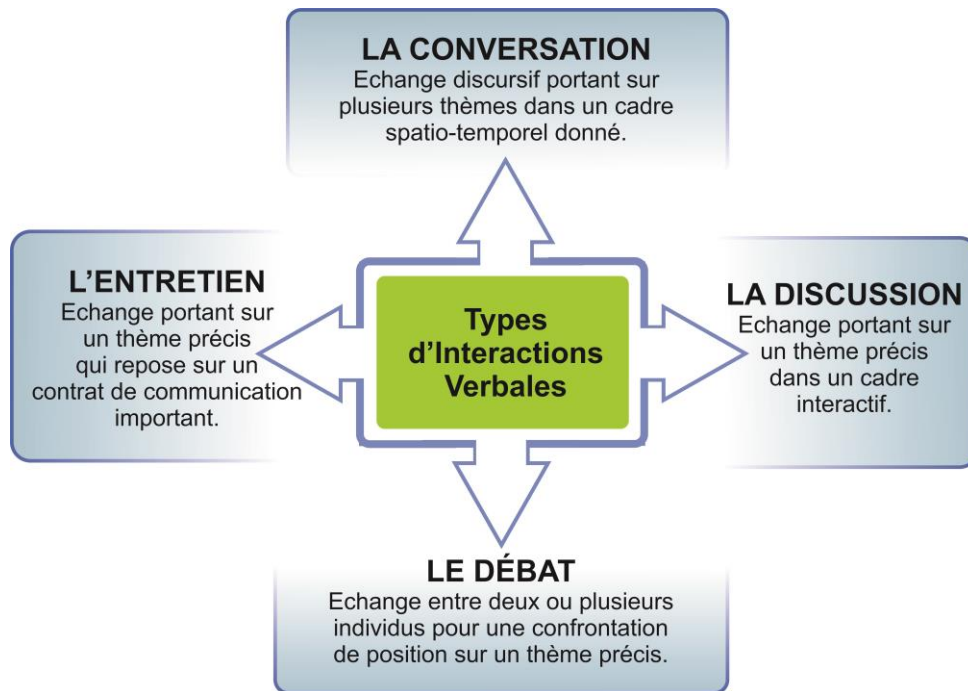 LA CONVERSATION
Echange discursif portant sur
plusieurs thèmes dans un cadre
spatio-temporel donné.
L’ENTRETIEN
Echange portant sur
un thème précis
qui repose sur un
contrat de communication
important.
Types
d’Interactions
Verbales
LA DISCUSSION
Echange portant sur
un thème précis
dans un cadre
interactif.
LE DÉBAT
Echange entre deux ou plusieurs
individus pour une confrontation
de position sur un thème précis.